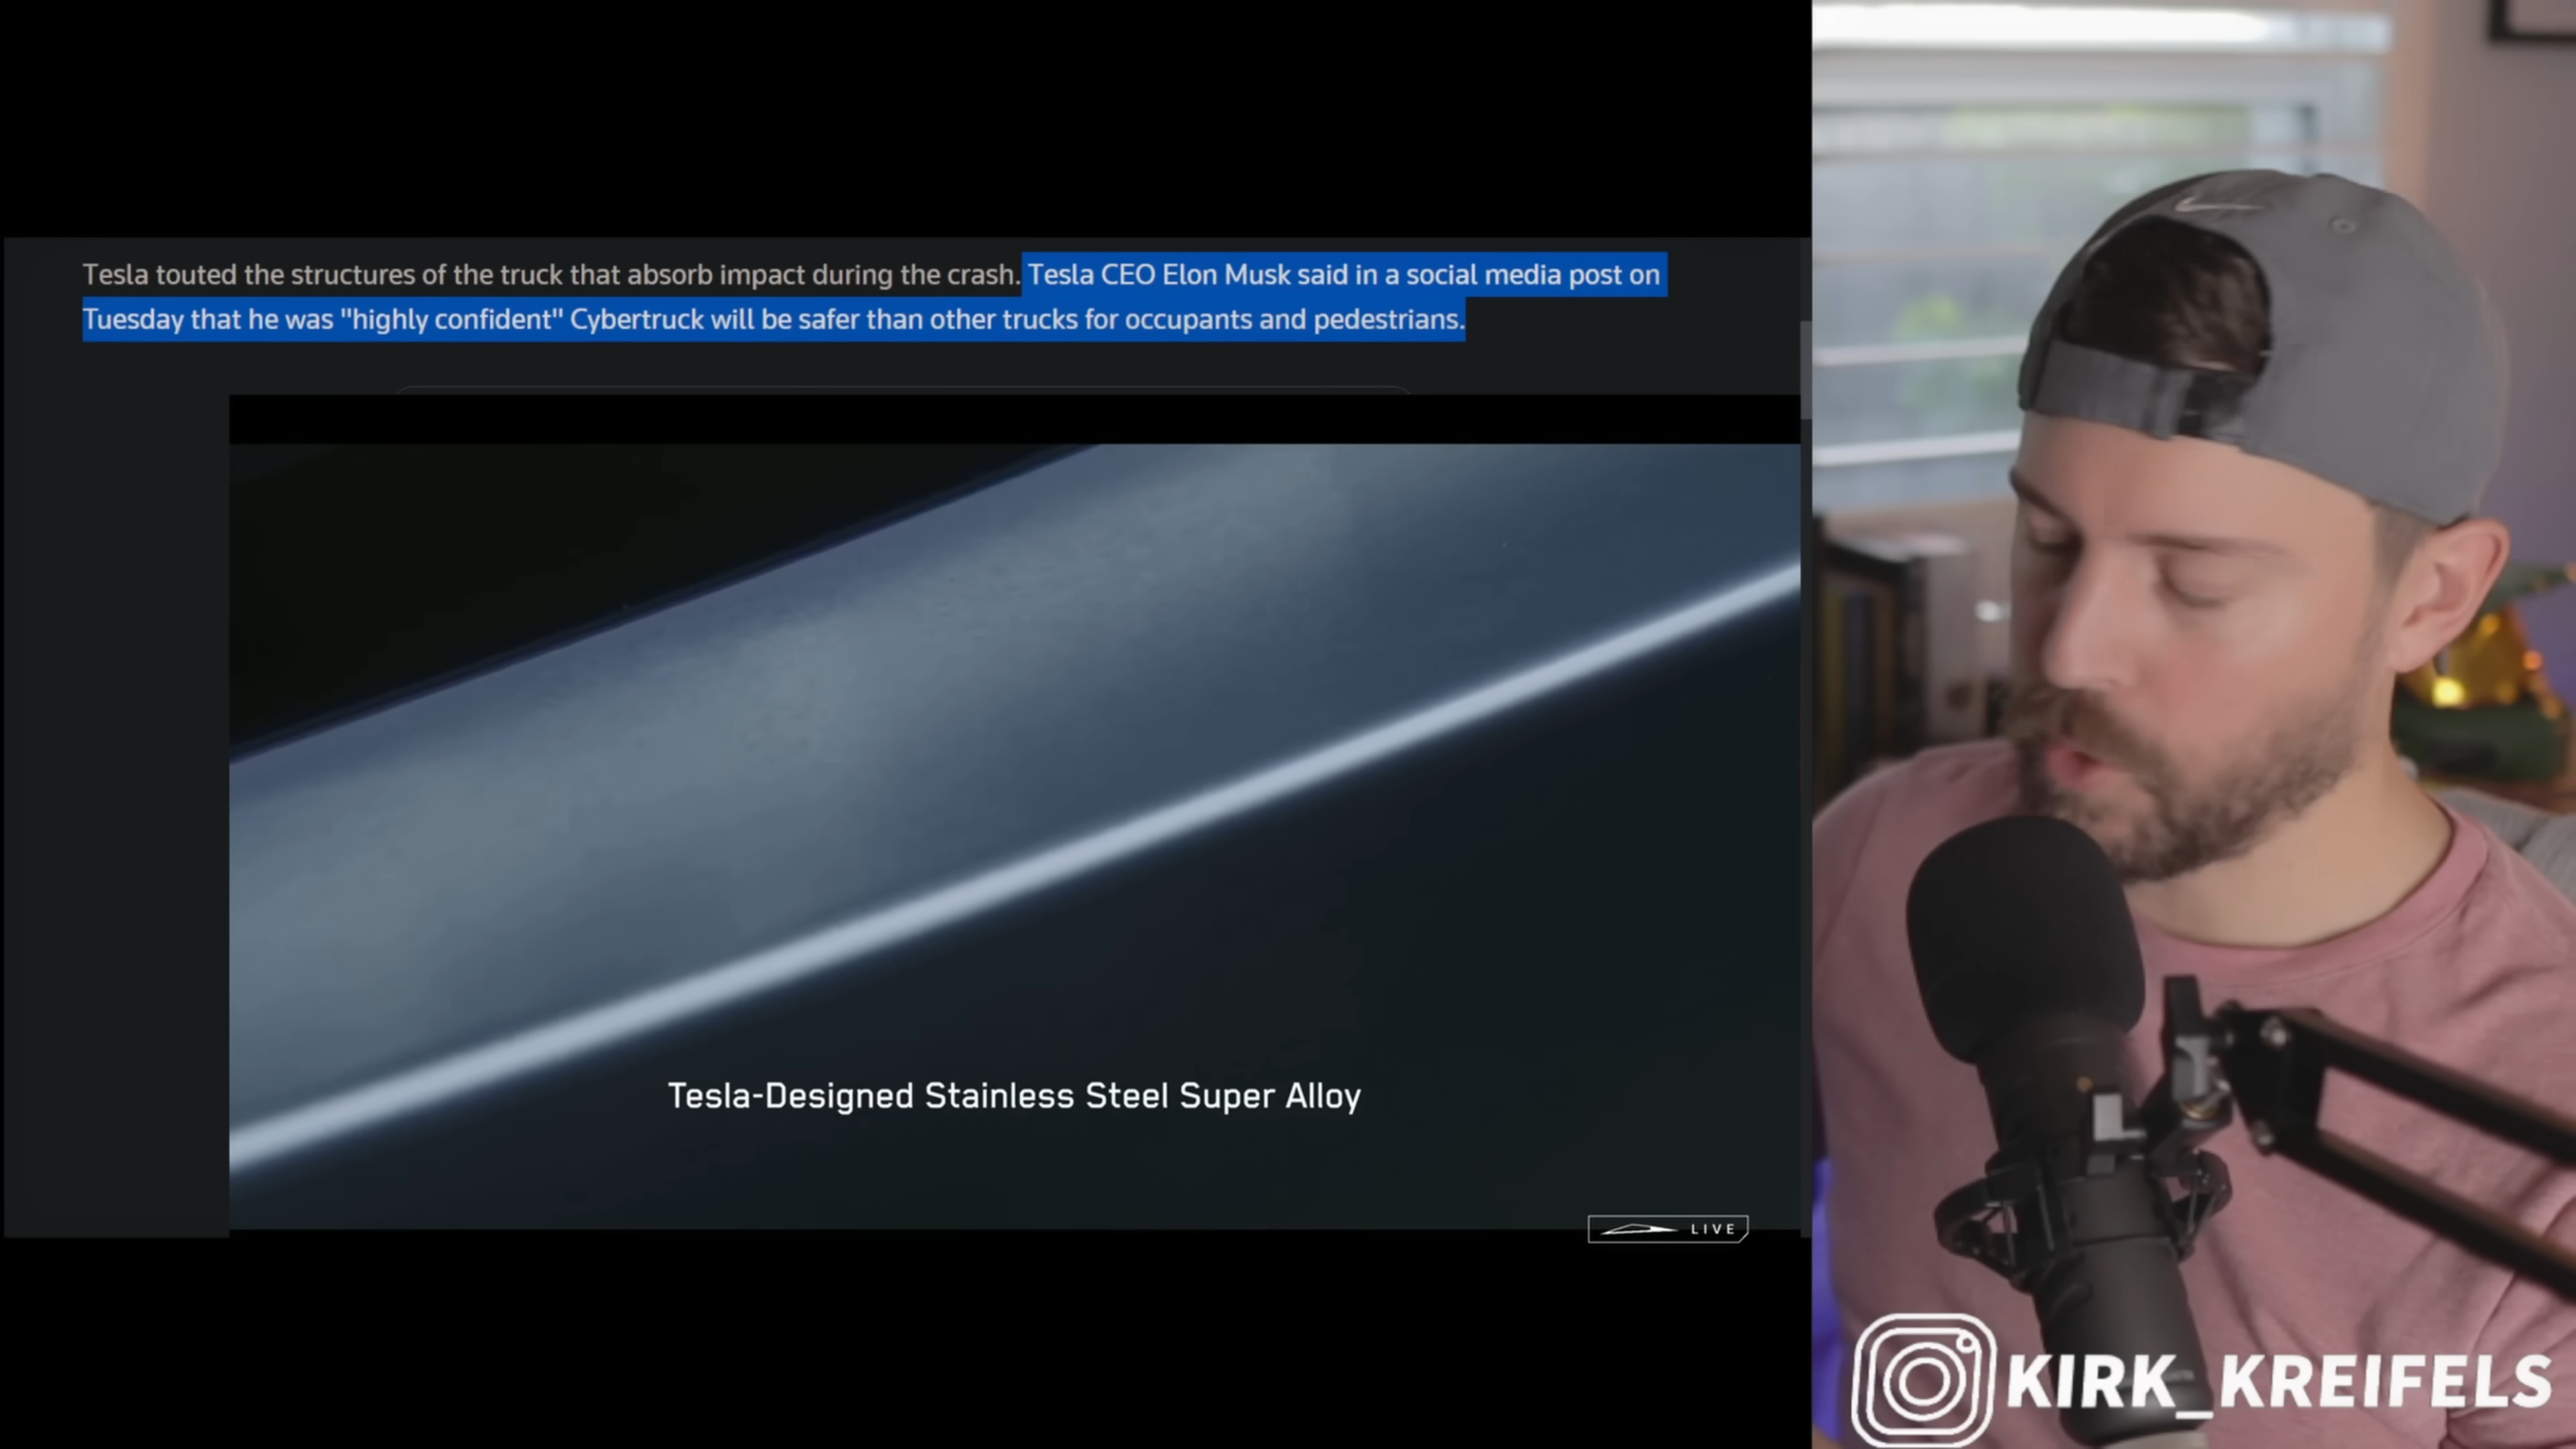 Tesla touted the structures of the truck that absorb impact during the crash. Tesla CEO Elon Musk said in a social media post on
Tuesday that he was "highly confident" Cybertruck will be safer than other trucks for occupants and pedestrians.
Tesla-Designed Stainless Steel Super Alloy
LIVE
KIRK_KREIFELS